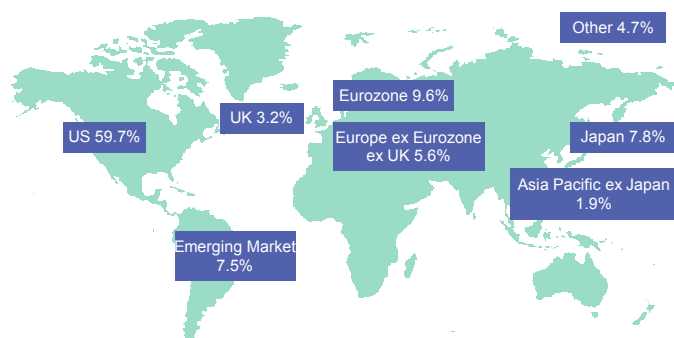 Other 4.7%
Eurozone 9.6%
UK 3.2%
US 59.7%
Europe ex Eurozone
ex UK 5.6%
Japan 7.8%
Asia Pacific ex Japan
1.9%
Emerging Market
7.5%